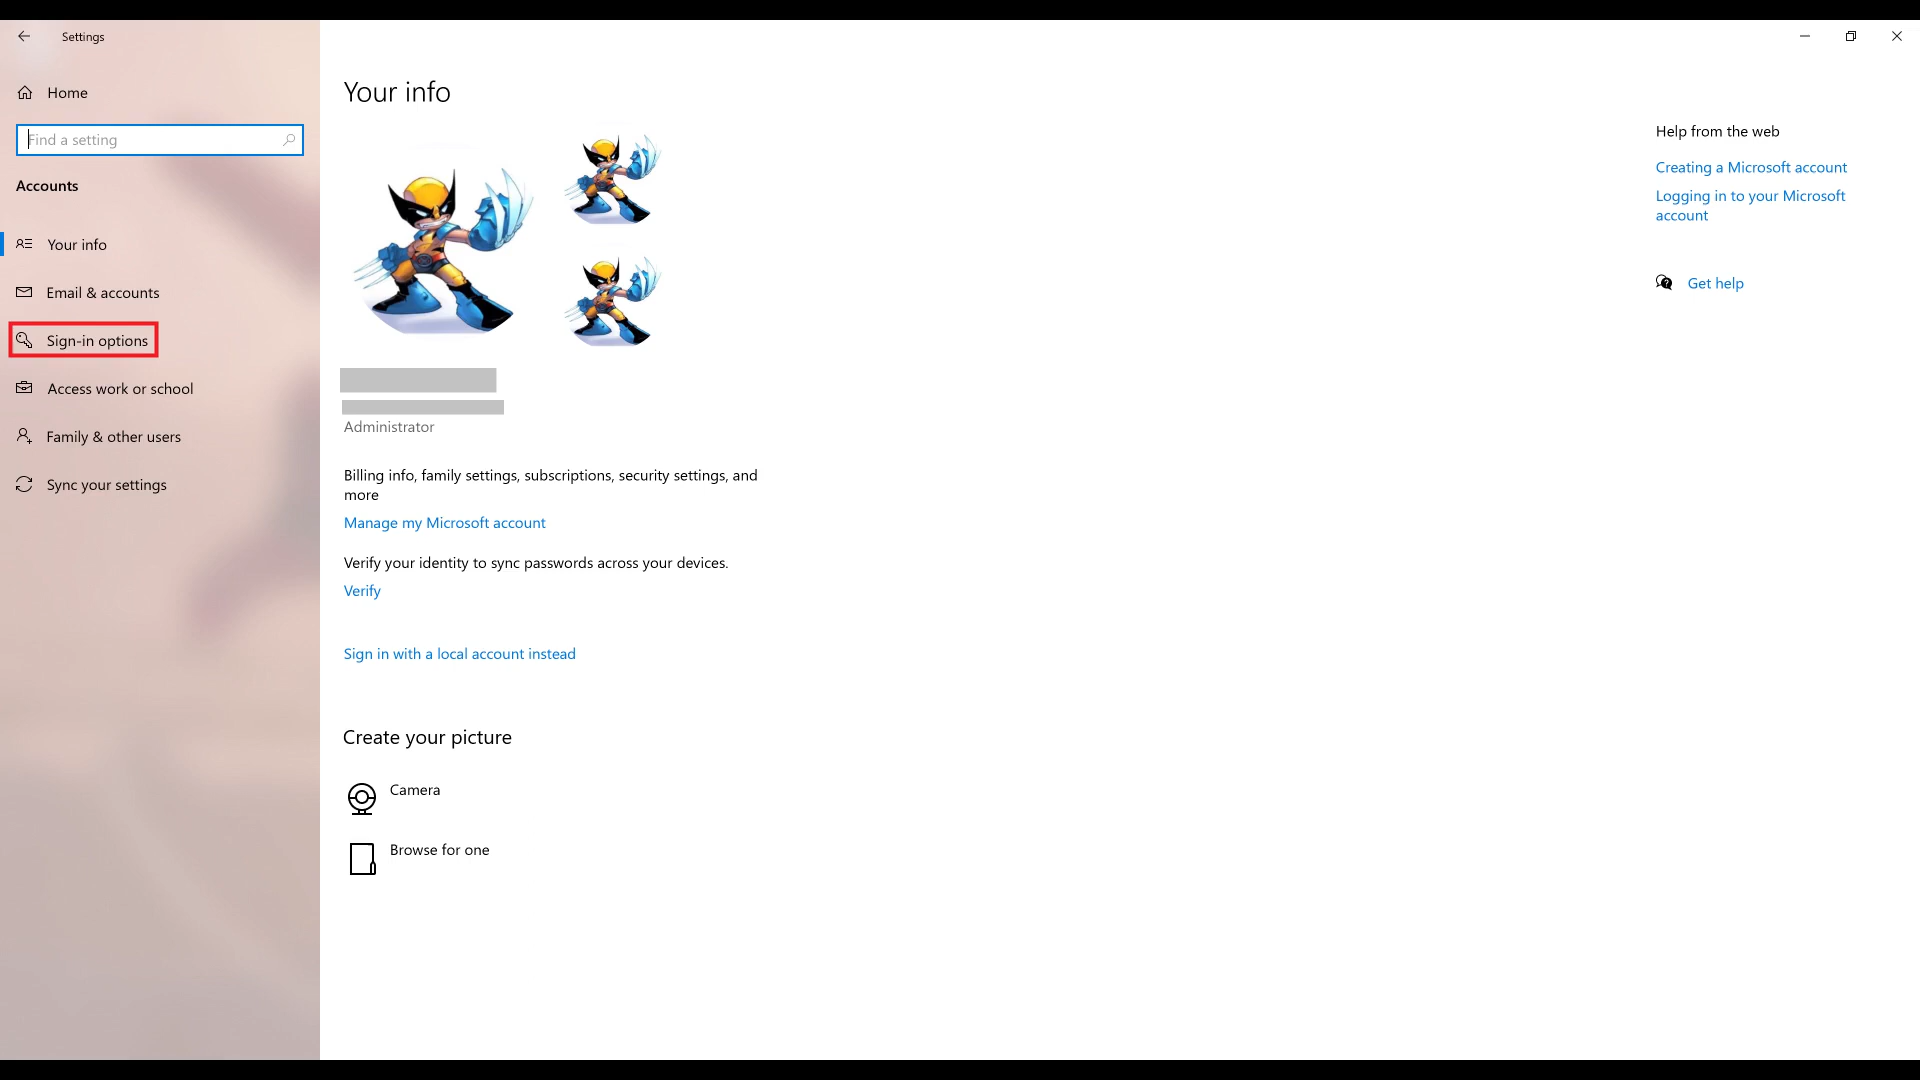 Settings
Home
Find a setting
Accounts
Your info
Email & accounts
Sign-in options
Access work or school
Family & other users
Sync your settings
Your info
Administrator
Billing info, family settings, subscriptions, security settings, and
more
Manage my Microsoft account
Verify your identity to sync passwords across your devices.
Verify
Sign in with a local account instead
Create your picture
Camera
Browse for one
Help from the web
Creating a Microsoft account
Logging in to your Microsoft
account
Get help